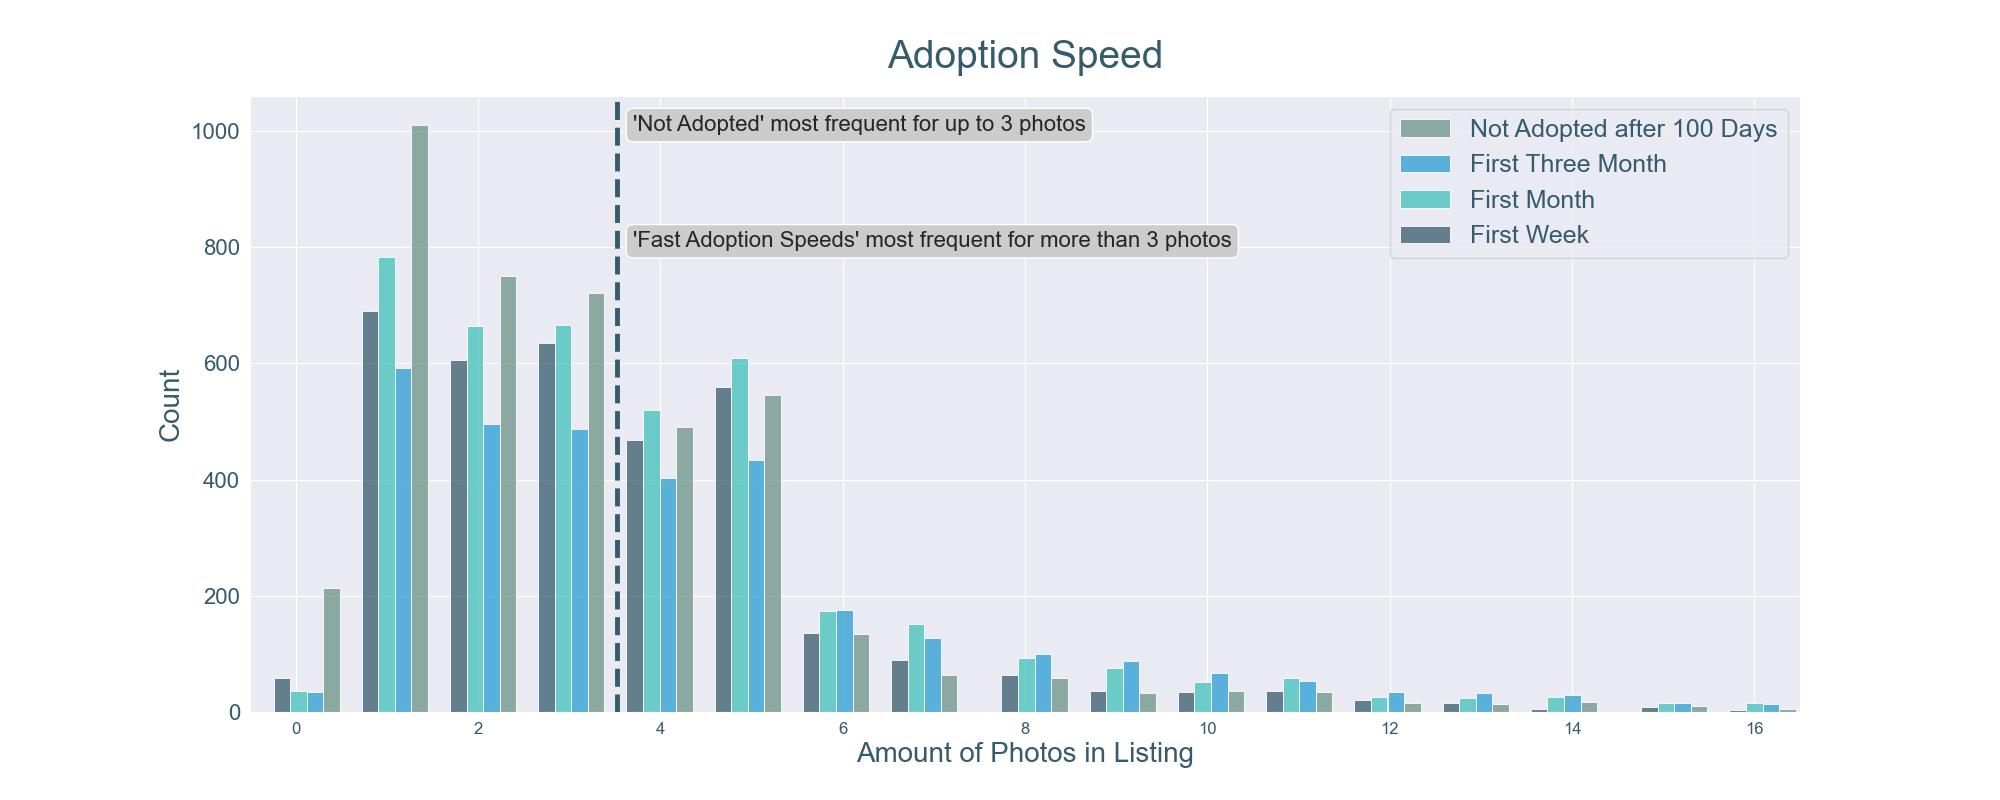 Adoption Speed
1000
800
600
400
200
0
Count
'Not Adopted' most frequent for up to 3 photos
'Fast Adoption Speeds' most frequent for more than 3 photos
Not Adopted after 100 Days
First Three Month
First Month
First Week
0 2 4 6 8 10 12 14 16
Amount of Photos in Listing